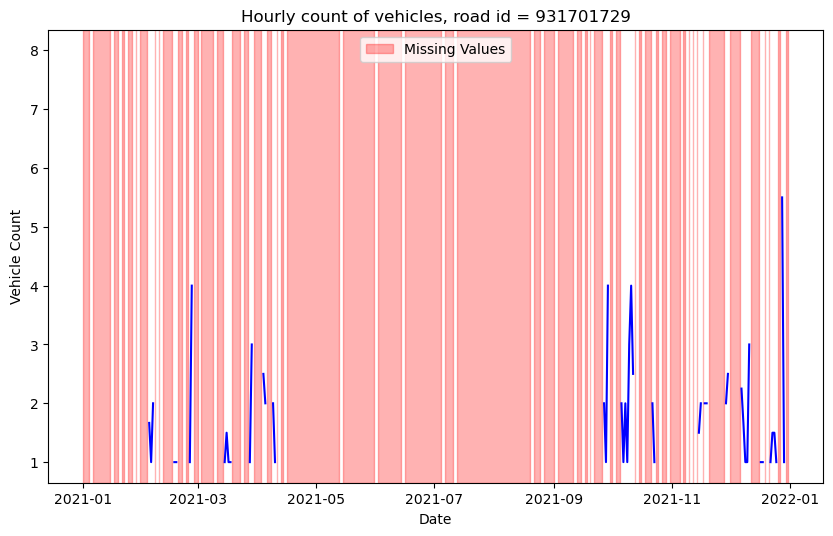 Hourly count of vehicles, road id = 931701729
Missing Values
Vehicle Count
8
7
6
5
4
3
2
1
2021-01 2021-03 2021-05 2021-07 2021-09 2021-11 2022-01
Date